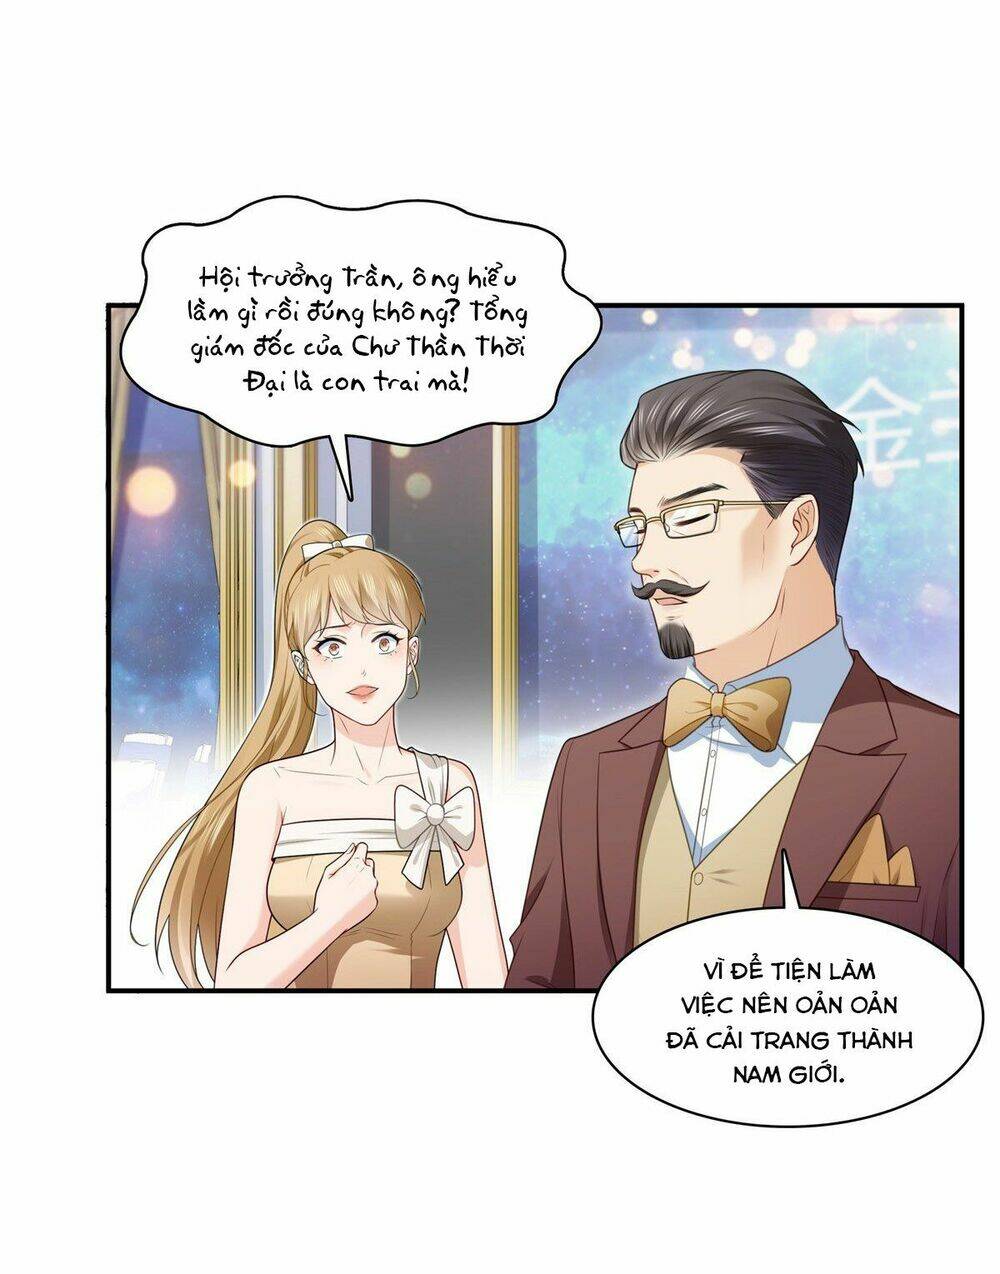 Hội trưởng Trần, ông hiểu
lầm gì rồi đúng không? Tổng
giám đốc của Chư Thần Thời
Đại là con trai mà!
金
VÌ ĐỂ TIỆN LÀM
VIỆC NÊN OẢN OẢN
ĐÃ CẢI TRANG THÀNH
NAM GIỚI.